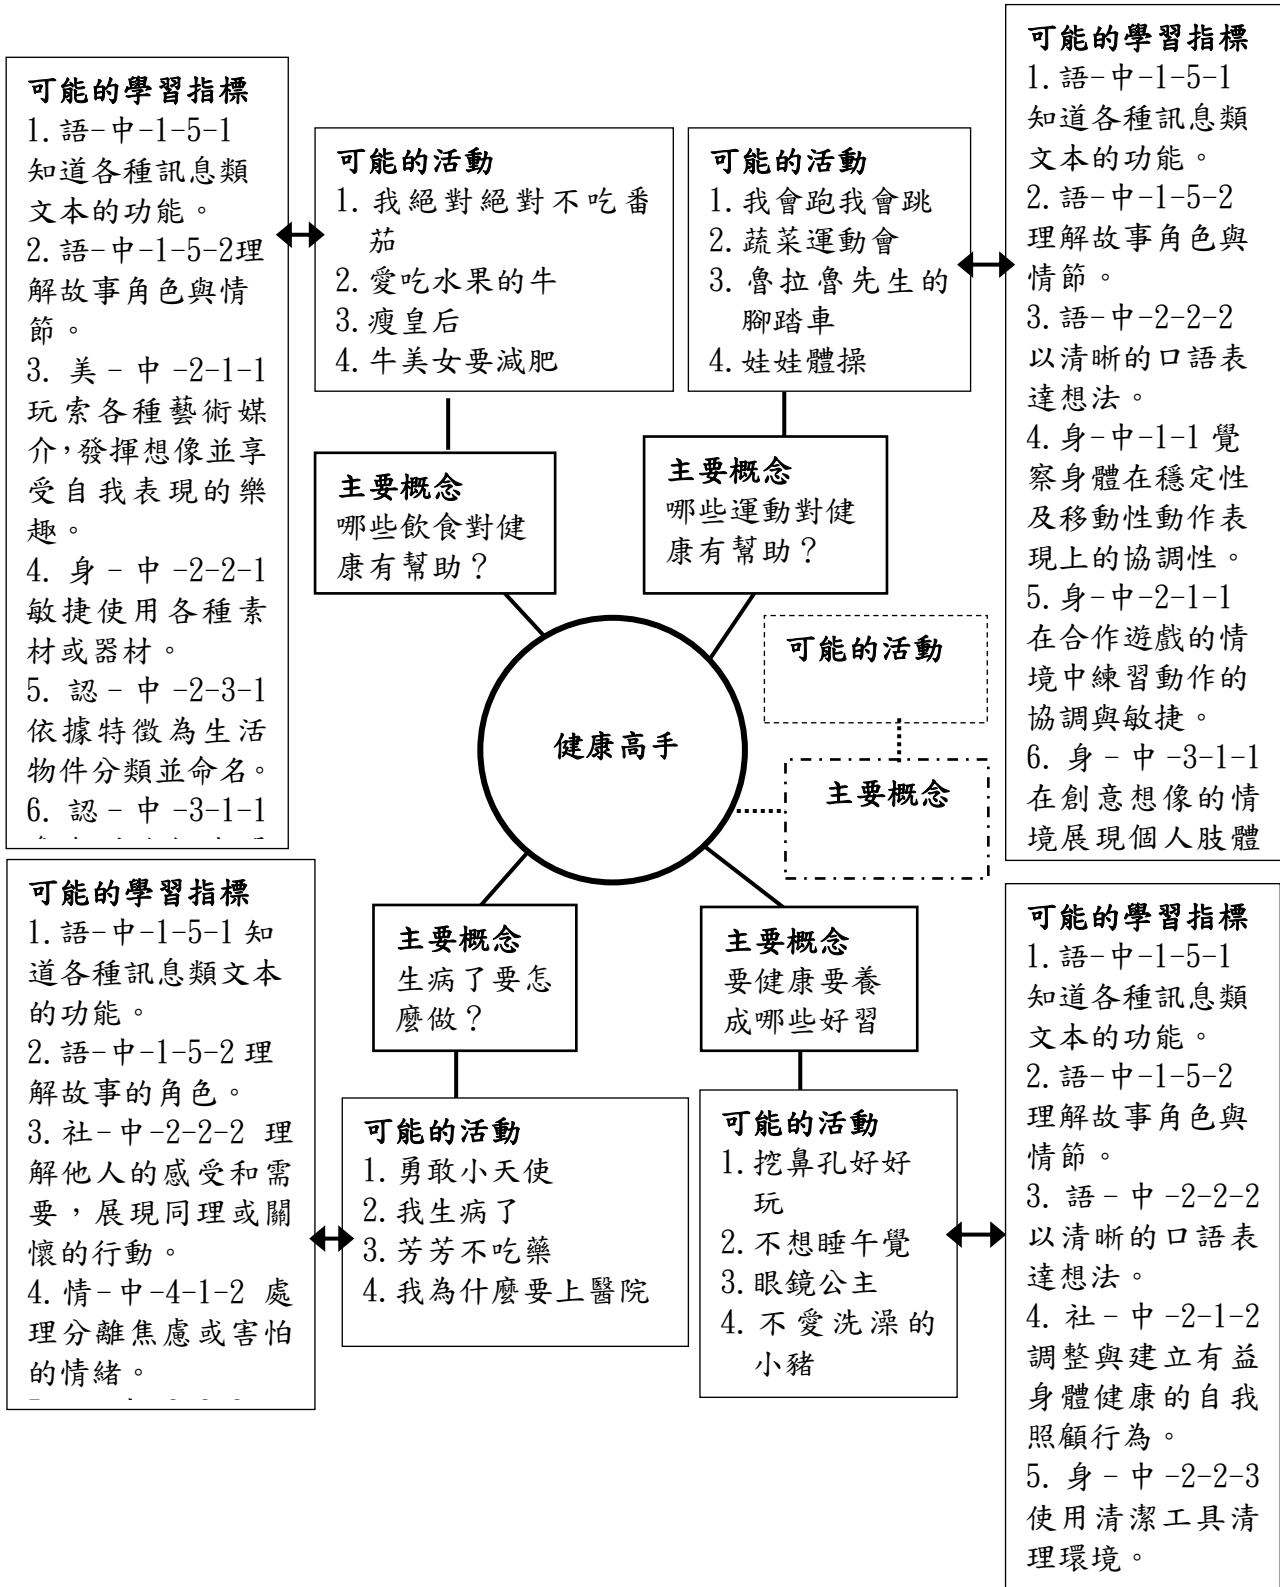 可能的學習指標
1.語-中-1-5-1
知道各種訊息類
文本的功能。
2.語-中-1-5-2理
解故事角色與情
節。
3. 美-中-2-1-1
玩索各種藝術媒
介,發揮想像並享
受自我表現的樂
趣。
4. 身-中-2-2-1
敏捷使用各種素
材或器材。
5. 認-中-2-3-1
依據特徵為生活
物件分類並命名。
6. 認-中-3-1-1
可能的活動
1. 我絕對絕對不吃番
茄
2.愛吃水果的牛
3.瘦皇后
4.牛美女要減肥
可能的活動
1.我會跑我會跳
2.蔬菜運動會
3. 魯拉魯先生的
腳踏車
4.娃娃體操
可能的學習指標
1.語-中-1-5-1
知道各種訊息類
文本的功能。
2.語-中-1-5-2
理解故事角色與
情節。
3.語-中-2-2-2
以清晰的口語表
達想法。
4.身-中-1-1 覺
察身體在穩定性
及移動性動作表
現上的協調性。
5.身-中-2-1-1
在合作遊戲的情
境中練習動作的
協調與敏捷。
6. 身-中-3-1-1
在創意想像的情
境展現個人肢體
主要概念
哪些飲食對健
康有幫助?
主要概念
哪些運動對健
康有幫助?
可能的活動
健康高手
主要概念
可能的學習指標
1.語-中-1-5-1 知
道各種訊息類文本
的功能。
2.語-中-1-5-2 理
解故事的角色。
3.社-中-2-2-2 理
解他人的感受和需
要,展現同理或關
懷的行動。
4.情-中-4-1-2 處
理分離焦慮或害怕
的情緒。
主要概念
生病了要怎
麼做?
主要概念
要健康要養
成哪些好習
可能的活動
1.勇敢小天使
2.我生病了
3.芳芳不吃藥
4.我為什麼要上醫院
可能的活動
1.挖鼻孔好好
玩
2.不想睡午覺
3.眼鏡公主
4. 不愛洗澡的
小豬
可能的學習指標
1.語-中-1-5-1
知道各種訊息類
文本的功能。
2.語-中-1-5-2
理解故事角色與
情節。
3. 語-中-2-2-2
以清晰的口語表
達想法。
4. 社-中-2-1-2
調整與建立有益
身體健康的自我
照顧行為。
5. 身-中-2-2-3
使用清潔工具清
理環境。